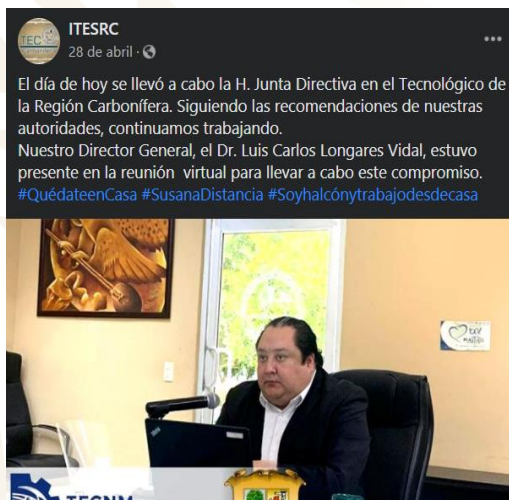 ITESRC
28 de abril ·
El día de hoy se llevó a cabo la H. Junta Directiva en el Tecnológico de
la Región Carbonífera. Siguiendo las recomendaciones de nuestras
autoridades, continuamos trabajando.
Nuestro Director General, el Dr. Luis Carlos Longares Vidal, estuvo
presente en la reunión virtual para llevar a cabo este compromiso.
#QuédateenCasa #SusanaDistancia #Soyhalcónytrabajodesdecasa
TECNM